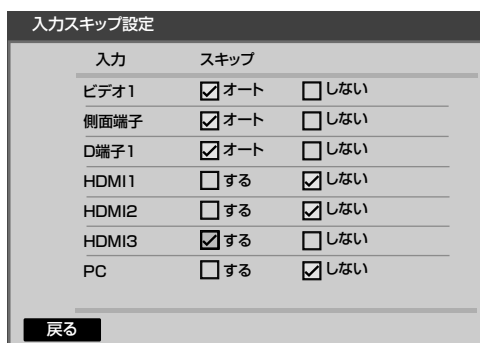 入力スキップ設定
入力 スキップ
ビデオ1 オート しない
側面端子 オート しない
D端子1 オート しない
HDMI1 する しない
HDMI2 する しない
HDMI3 する しない
PC する しない
戻る